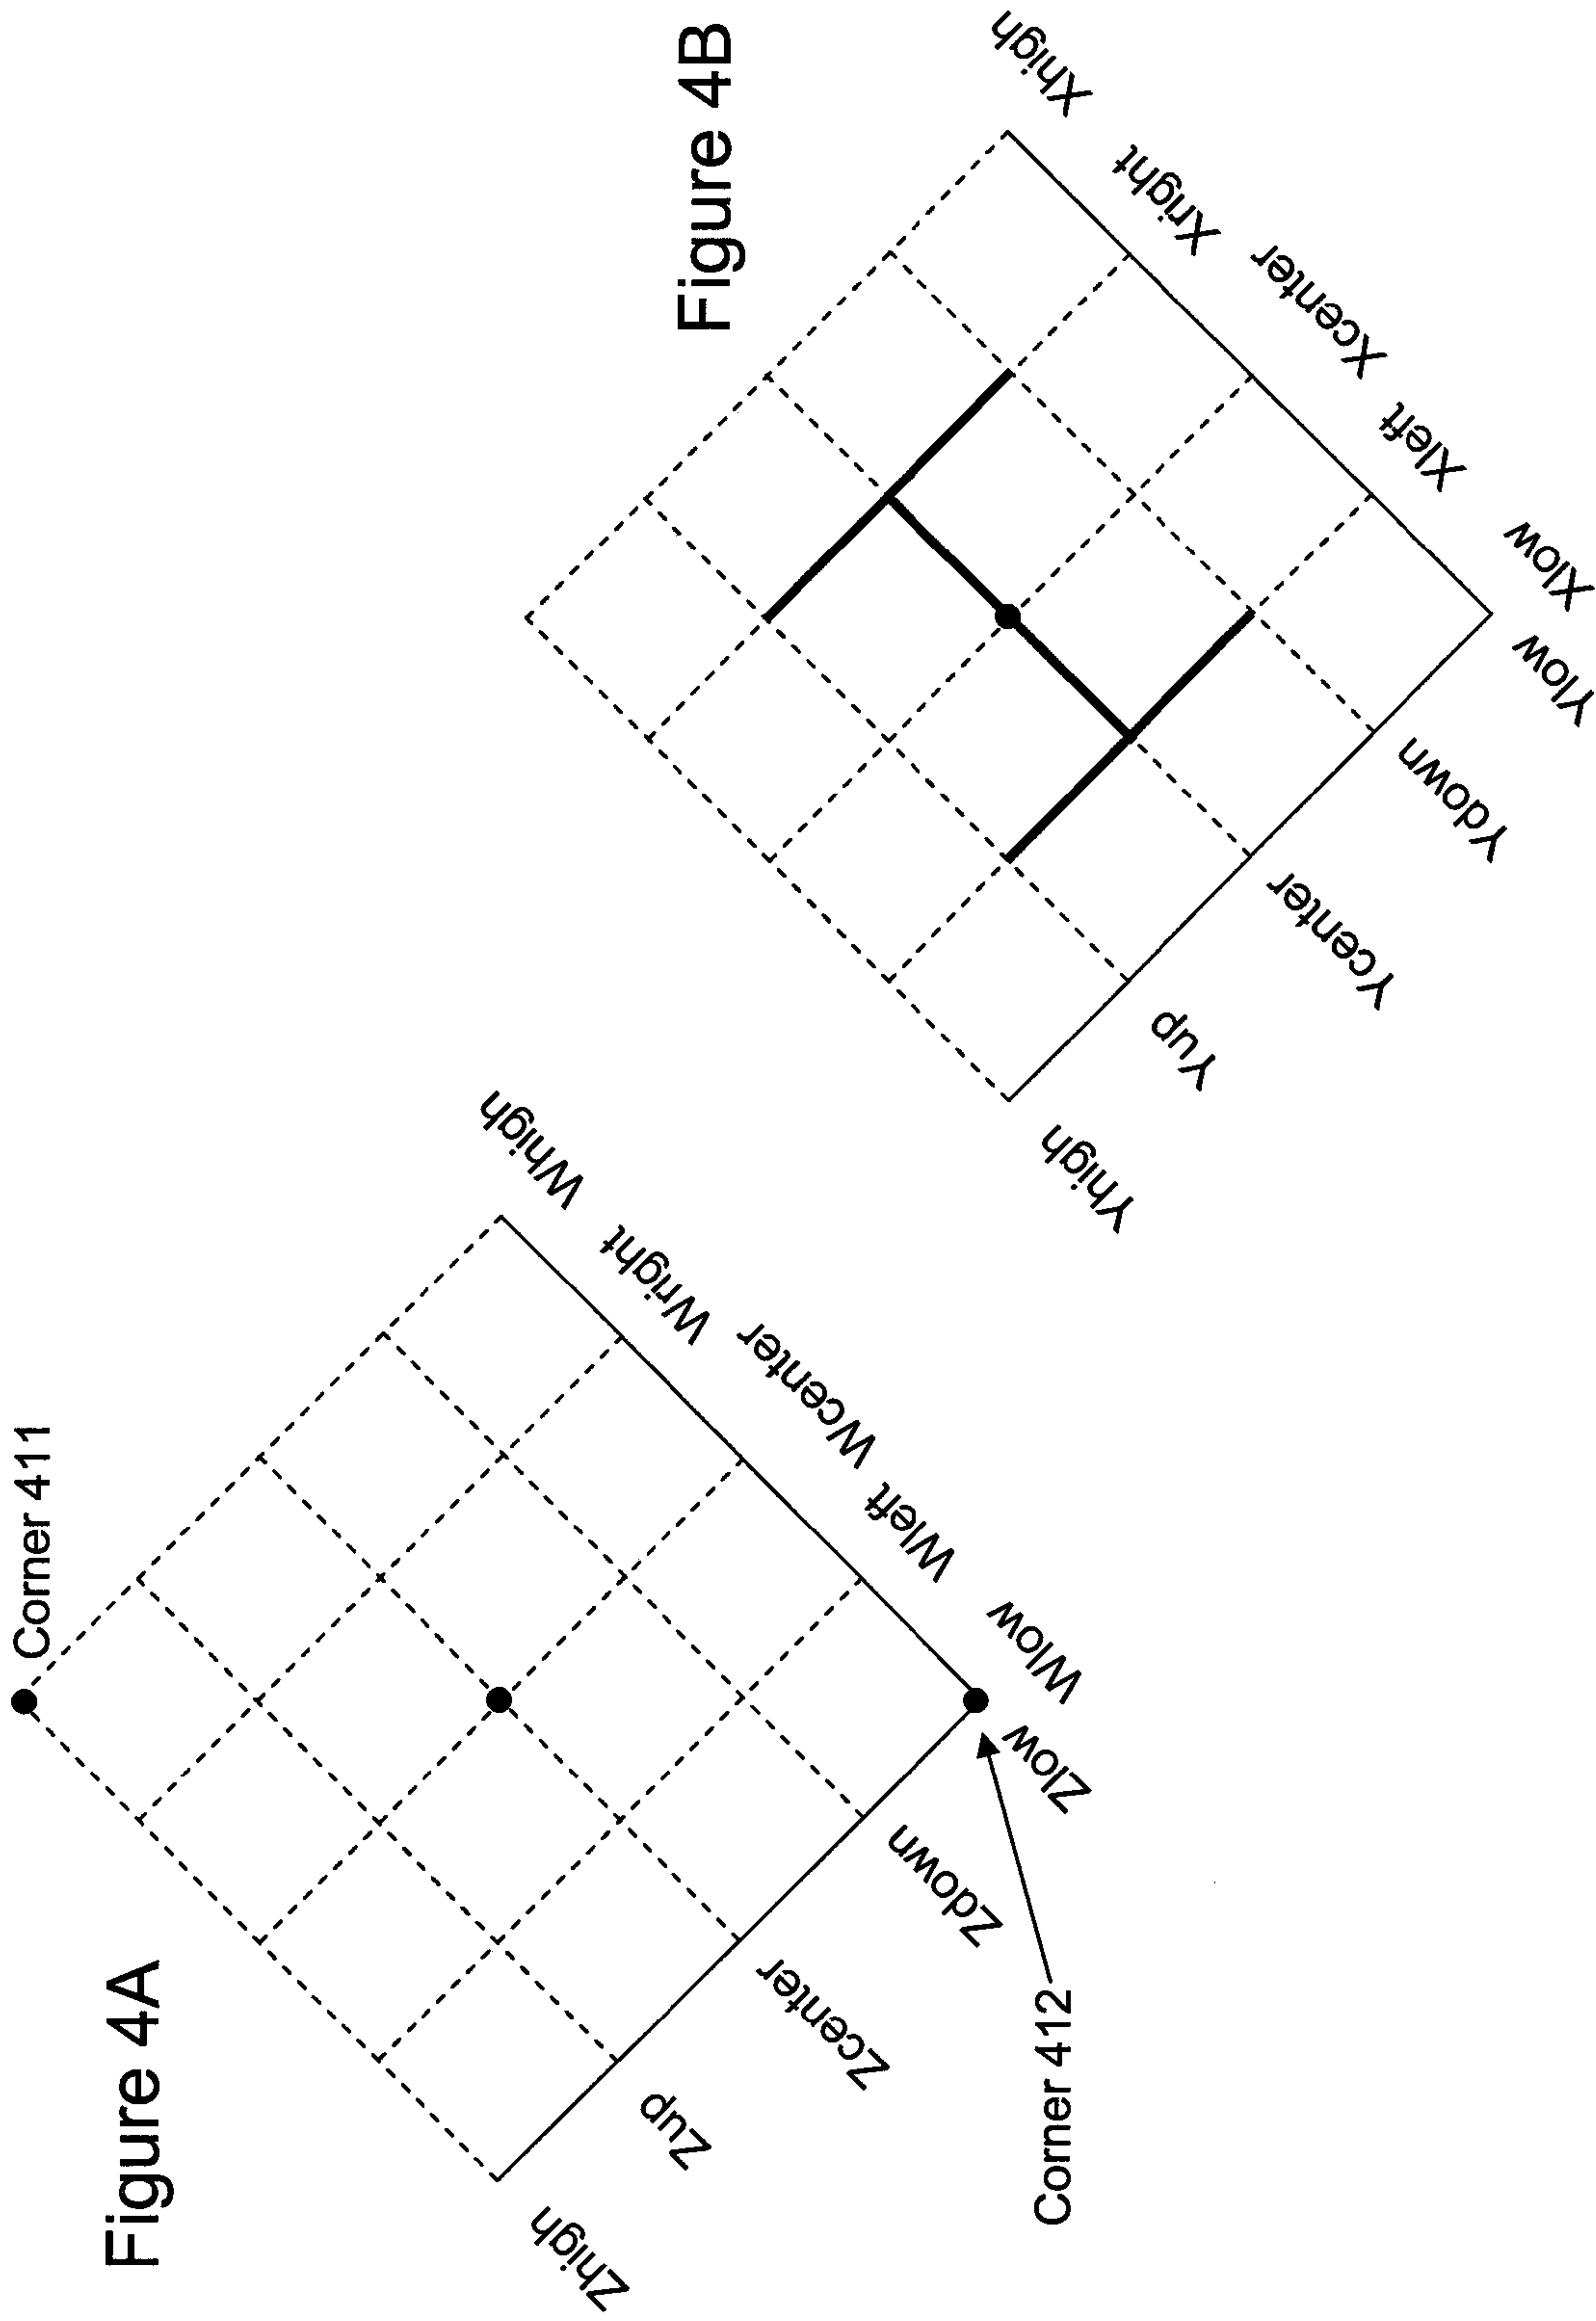 Figure 4A
Corner 411
Zhigh
Zup
Zcenter
Zdown
Zlow
Wlow
Wleft
Wcenter
Wright
Whigh
Corner 412
Figure 4B
Yhigh
Yup
Ycenter
Ydown
Ylow
Xlow
Xleft
Xcenter
Xright
Xhigh